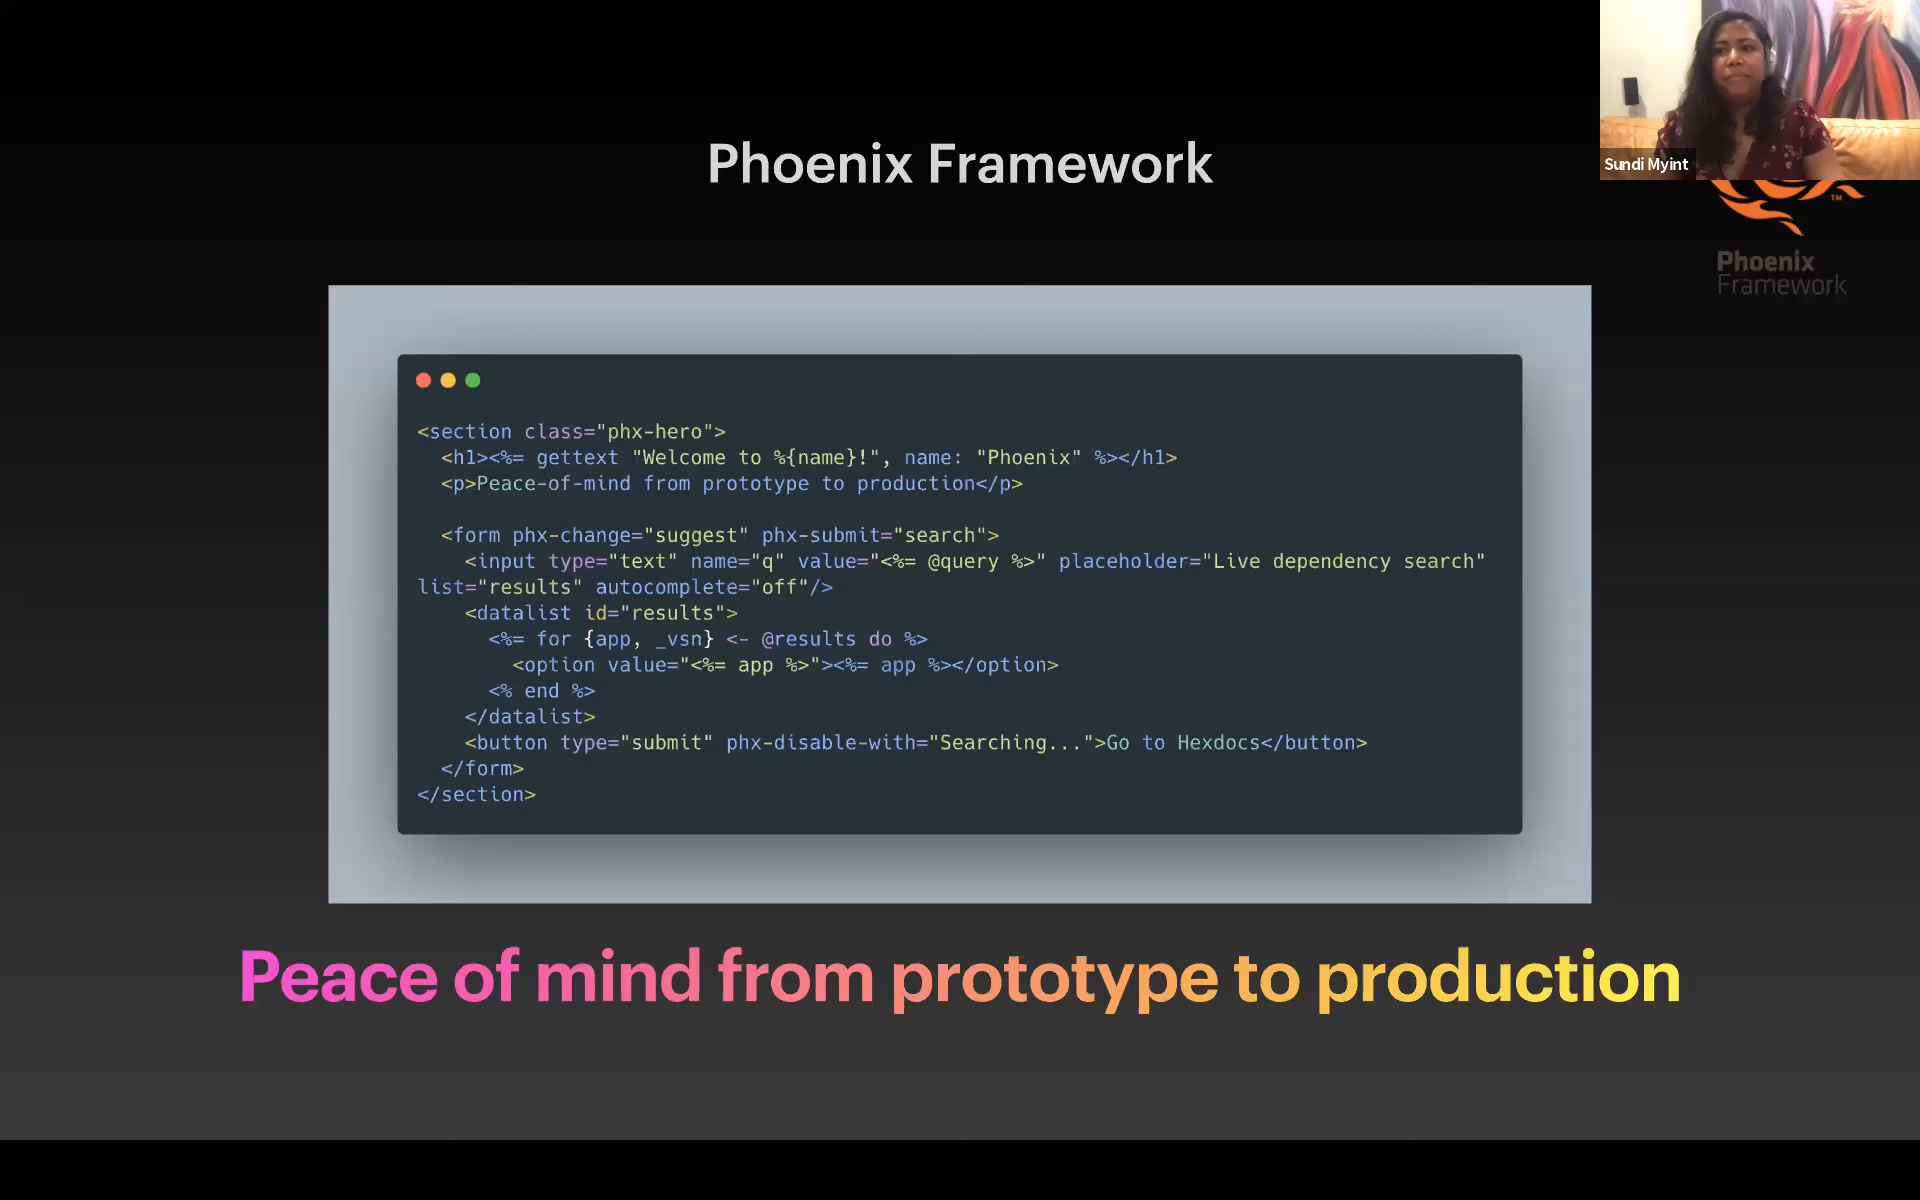 Phoenix Framework
Sundi Myint
TM
Phoenix
Framework
<section class="phx-hero">
  <h1><%= gettext "Welcome to %{name}!", name: "Phoenix" %></h1>
  <p>Peace-of-mind from prototype to production</p>
  <form phx-change="suggest" phx-submit="search">
    <input type="text" name="q" value="<%= @query %>" placeholder="Live dependency search"
list="results" autocomplete="off"/>
    <datalist id="results">
      <%= for {app, _vsn} <- @results do %>
        <option value="<%= app %>"><%= app %></option>
      <% end %>
    </datalist>
    <button type="submit" phx-disable-with="Searching...">Go to Hexdocs</button>
  </form>
</section>
Peace of mind from prototype to production